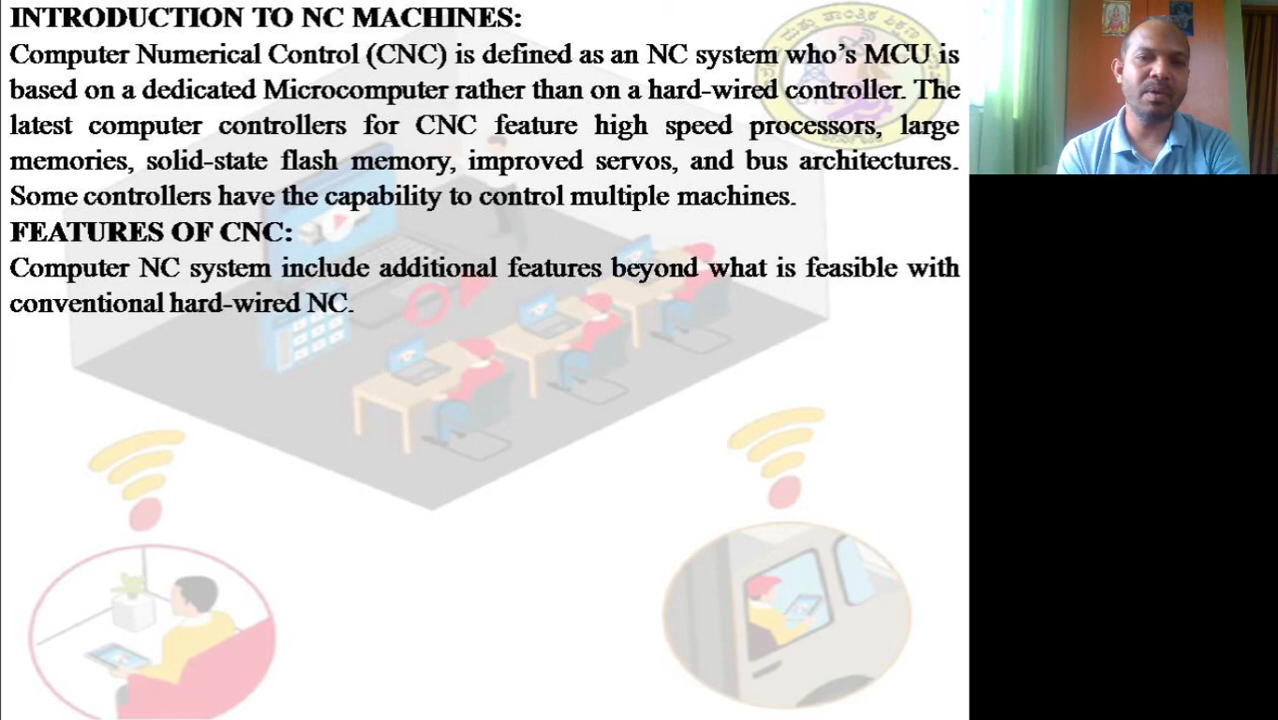 INTRODUCTION TO NC MACHINES:
Computer Numerical Control (CNC) is defined as an NC system who's MCU is
based on a dedicated Microcomputer rather than on a hard-wired controller. The
latest computer controllers for CNC feature high speed processors, large
memories, solid-state flash memory, improved servos, and bus architectures.
Some controllers have the capability to control multiple machines.
FEATURES OF CNC:
Computer NC system include additional features beyond what is feasible with
conventional hard-wired NC.